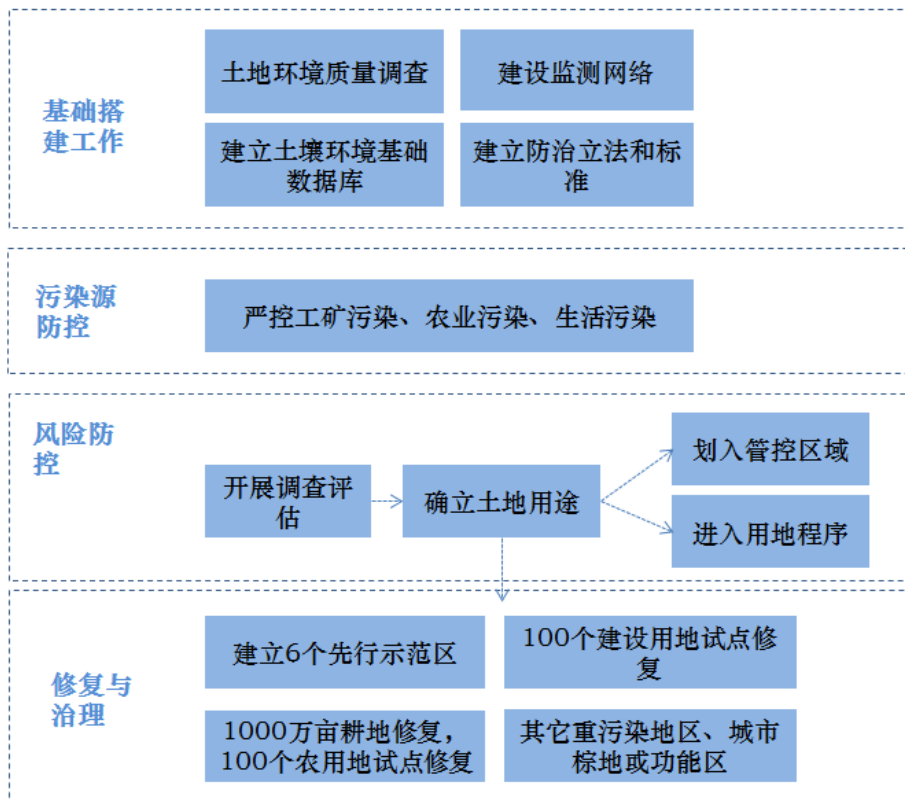 基础搭
建工作
土地环境质量调查
建设监测网络
建立土壤环境基础
数据库
建立防治立法和标
准
污染源
防控
严控工矿污染、农业污染、生活污染
风险防
控
开展调查评
估
确立土地用途
划入管控区域
进入用地程序
修复与
治理
建立6个先行示范区
100个建设用地试点修
复
1000万亩耕地修复，
100个农用地试点修复
其它重污染地区、城市
棕地或功能区